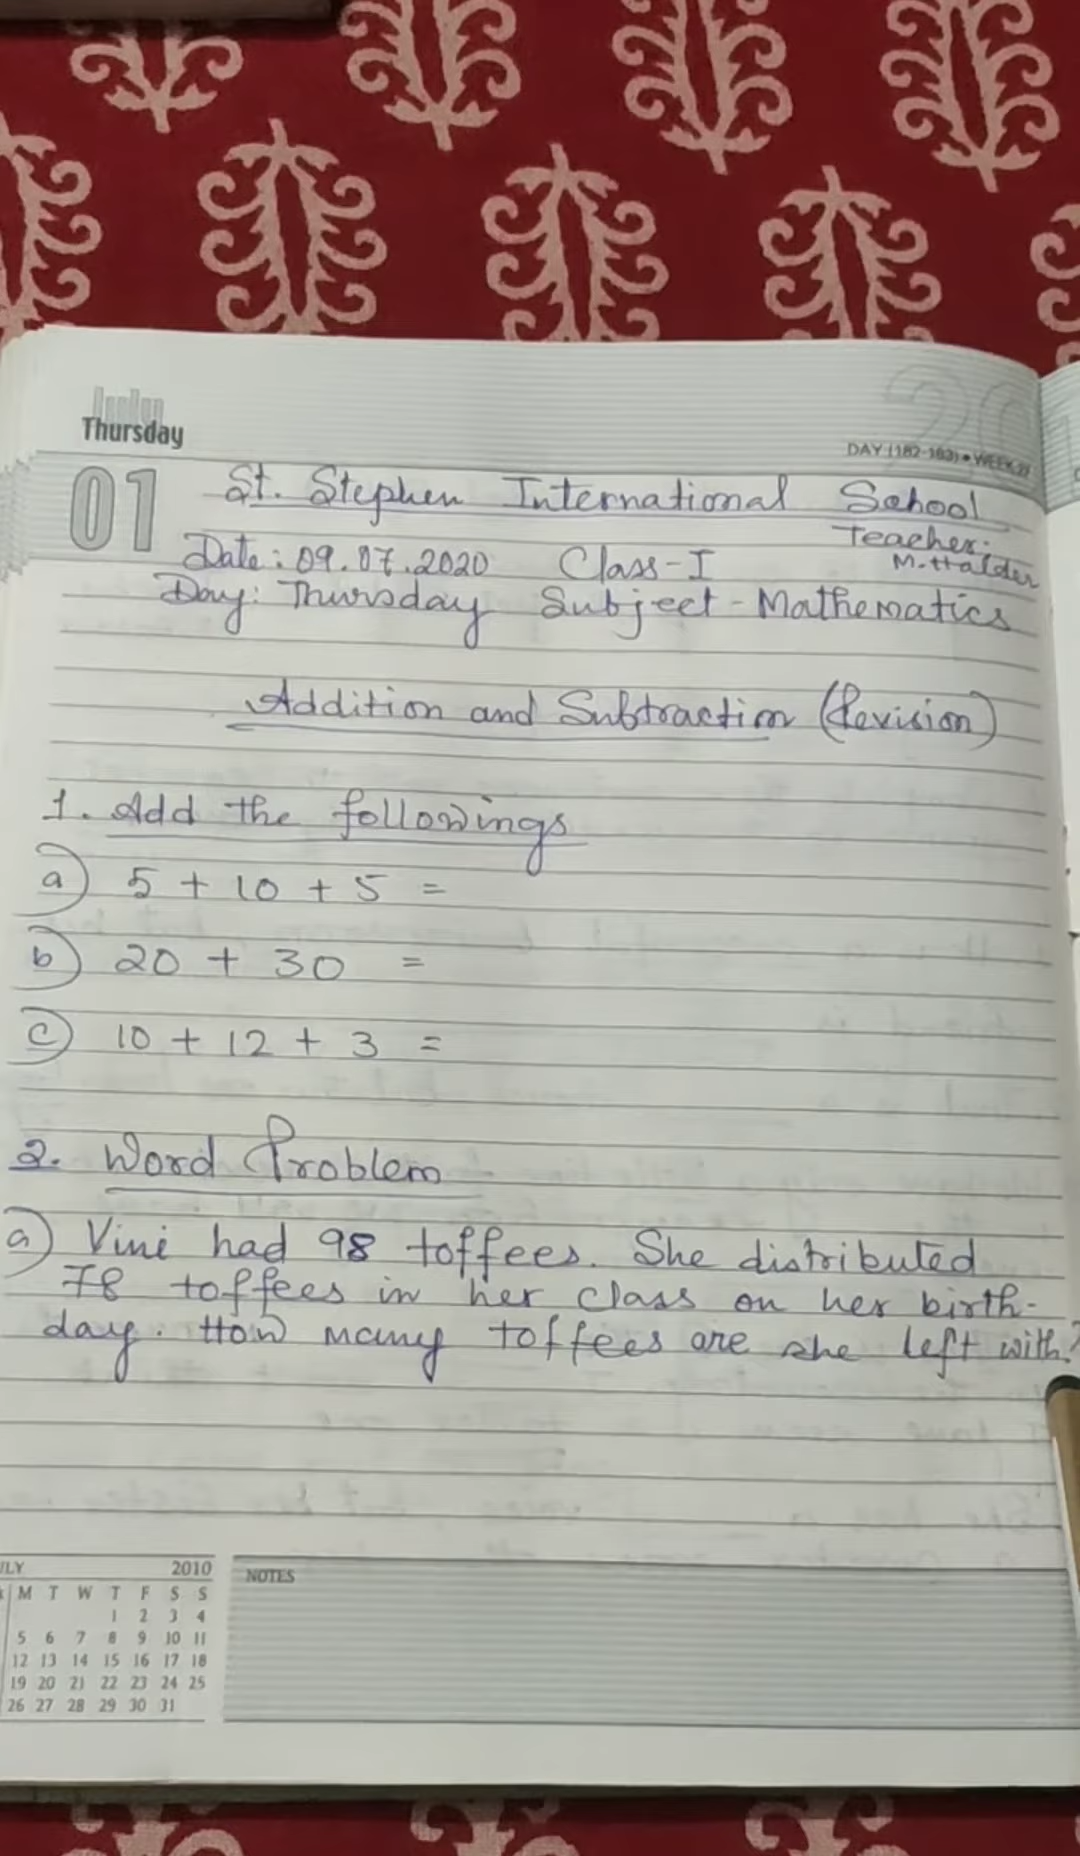 July
Thursday
DAY (182-183) • WEEK 27
01
St. Stephen International School
Teacher:
M. Halder
Date: 09.07.2020 Class-I
Day: Thursday Subject - Mathematics
Addition and Subtraction (Revision)
1. Add the followings
a) 5 + 10 + 5 =
b) 20 + 30 =
c) 10 + 12 + 3 =
2. Word Problem
a) Vini had 98 toffees. She distributed
78 toffees in her class on her birth-
day. How many toffees are she left with?
ULY 2010
M T W T F S S
1 2 3 4
5 6 7 8 9 10 11
12 13 14 15 16 17 18
19 20 21 22 23 24 25
26 27 28 29 30 31
NOTES